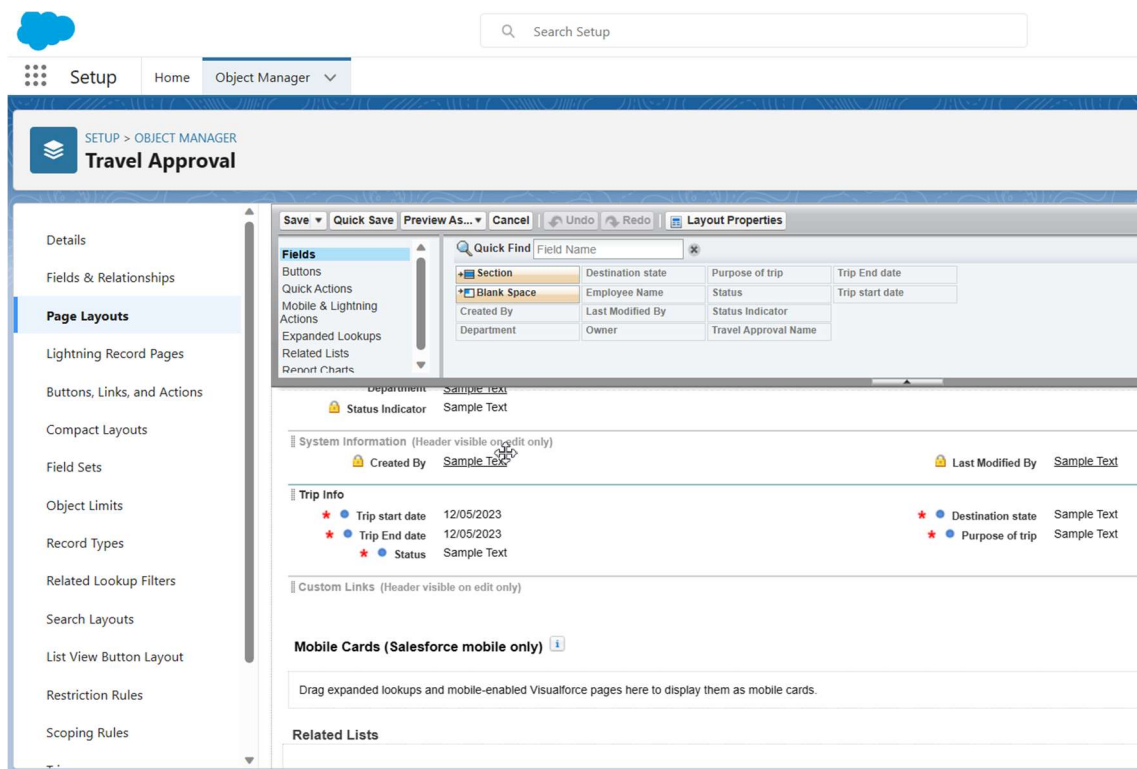 Search Setup
Setup Home Object Manager
SETUP > OBJECT MANAGER
Travel Approval
Details
Fields & Relationships
Page Layouts
Lightning Record Pages
Buttons, Links, and Actions
Compact Layouts
Field Sets
Object Limits
Record Types
Related Lookup Filters
Search Layouts
List View Button Layout
Restriction Rules
Scoping Rules
Save Quick Save Preview As... Cancel Undo Redo Layout Properties
Fields
Buttons
Quick Actions
Mobile & Lightning
Actions
Expanded Lookups
Related Lists
Report Charts
Quick Find Field Name
Section Destination state Purpose of trip Trip End date
Blank Space Employee Name Status Trip start date
Created By Last Modified By Status Indicator
Department Owner Travel Approval Name
Department Sample Text
Status Indicator Sample Text
System Information (Header visible on edit only)
Created By Sample Text Last Modified By Sample Text
Trip Info
* Trip start date 12/05/2023 * Destination state Sample Text
* Trip End date 12/05/2023 * Purpose of trip Sample Text
* Status Sample Text
Custom Links (Header visible on edit only)
Mobile Cards (Salesforce mobile only) i
Drag expanded lookups and mobile-enabled Visualforce pages here to display them as mobile cards.
Related Lists